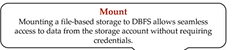 Mount
Mounting a file-based storage to DBFS allows seamless
access to data from the storage account without requiring
credentials.